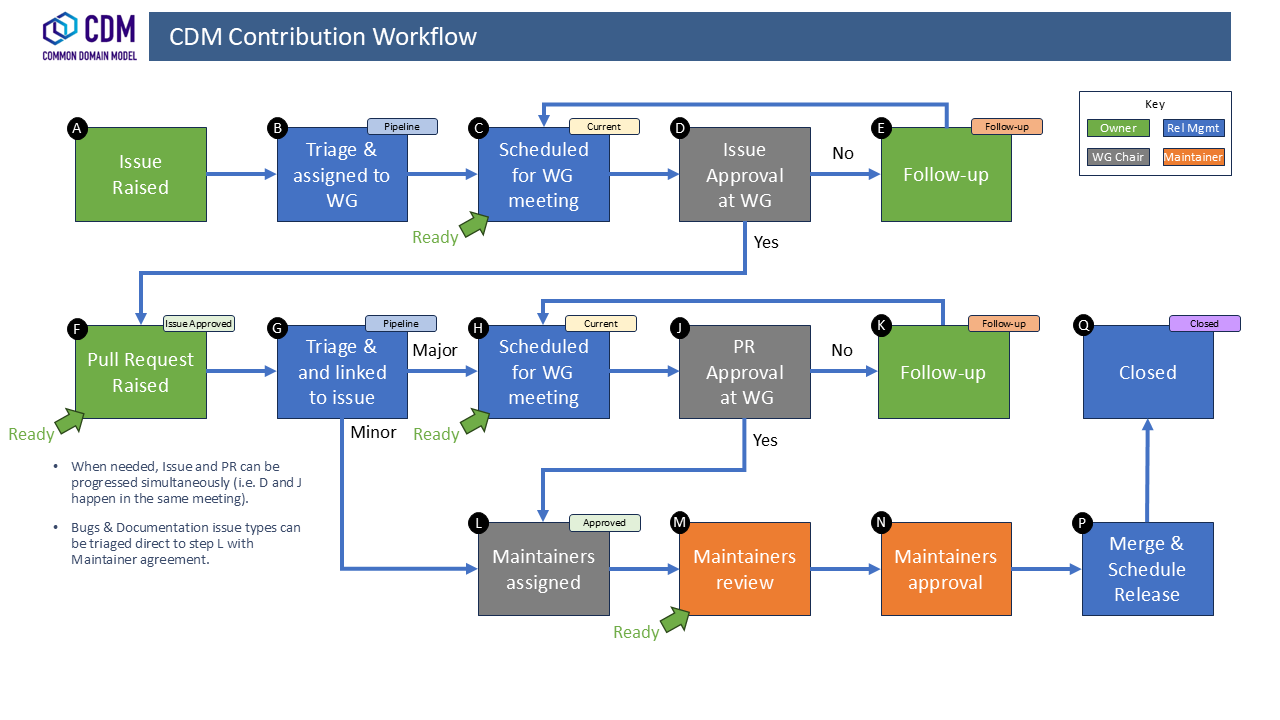 CDM
COMMON DOMAIN MODEL
CDM Contribution Workflow
Key
Owner
Rel Mgmt
WG Chair
Maintainer
A
Issue
Raised
B
Pipeline
Triage &
assigned to
WG
C
Current
Scheduled
for WG
meeting
Ready
D
Issue
Approval
at WG
No
Yes
E
Follow-up
Follow-up
F
Issue Approved
Pull Request
Raised
Ready
G
Pipeline
Triage &
and linked
to issue
Major
Minor
H
Current
Scheduled
for WG
meeting
Ready
J
PR
Approval
at WG
No
Yes
K
Follow-up
Follow-up
Q
Closed
Closed
• When needed, Issue and PR can be
progressed simultaneously (i.e. D and J
happen in the same meeting).
• Bugs & Documentation issue types can
be triaged direct to step L with
Maintainer agreement.
L
Approved
Maintainers
assigned
M
Maintainers
review
Ready
N
Maintainers
approval
P
Merge &
Schedule
Release